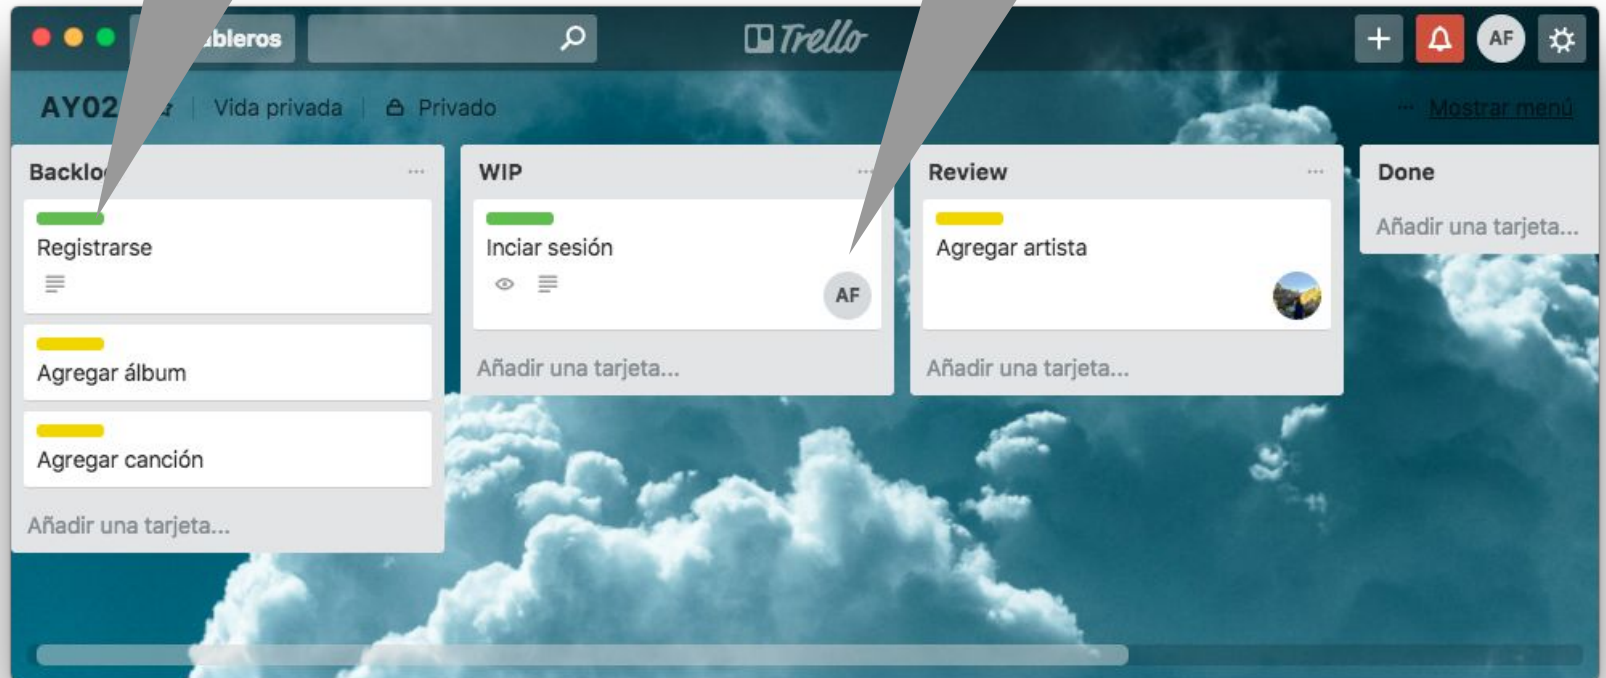 Trello
AF
AY02
Vida privada
Privado
Mostrar menú
Backlo
Registrarse
Agregar álbum
Agregar canción
Añadir una tarjeta...
WIP
Inciar sesión
AF
Añadir una tarjeta...
Review
Agregar artista
Añadir una tarjeta...
Done
Añadir una tarjeta...